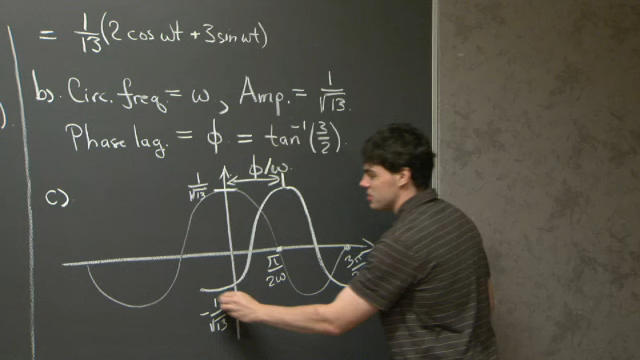 = 1/√13 (2 cos ωt + 3 sin ωt)
b). Circ. freq. = ω, Amp. = 1/√13.
Phase lag. = ϕ = tan⁻¹(3/2).
c)
ϕ/ω
1/√13
π/2ω
-1/√13
).